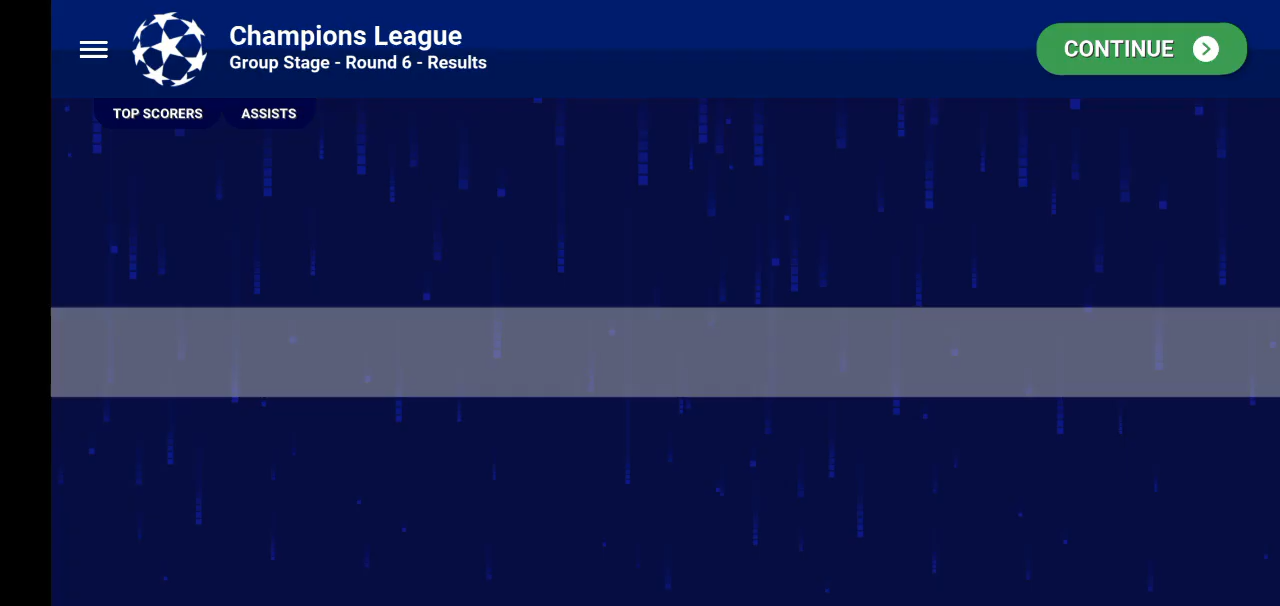 Champions League
Group Stage - Round 6 - Results
CONTINUE
TOP SCORERS
ASSISTS